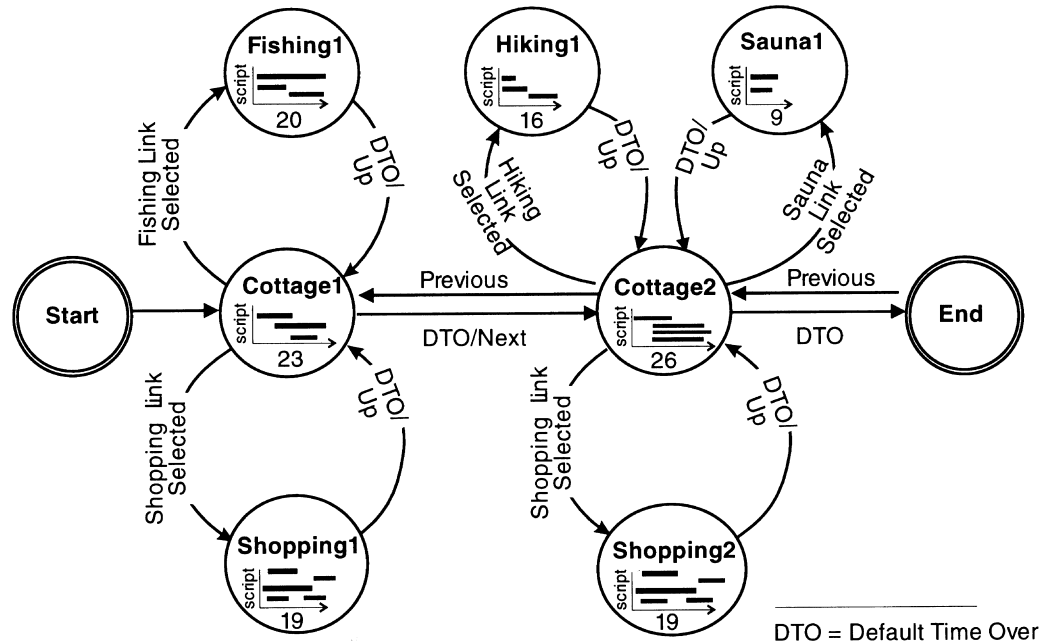 Fishing1
script
20
Hiking1
script
16
Sauna1
script
9
Fishing Link
Selected
DTO/
Up
Hiking
Link
Selected
DTO/
Up
DTO/
Up
Sauna
Link
Selected
Start
Cottage1
script
23
Previous
DTO/Next
Cottage2
script
26
Previous
DTO
End
Shopping link
Selected
DTO/
Up
Shopping link
Selected
DTO/
Up
Shopping1
script
19
Shopping2
script
19
DTO = Default Time Over